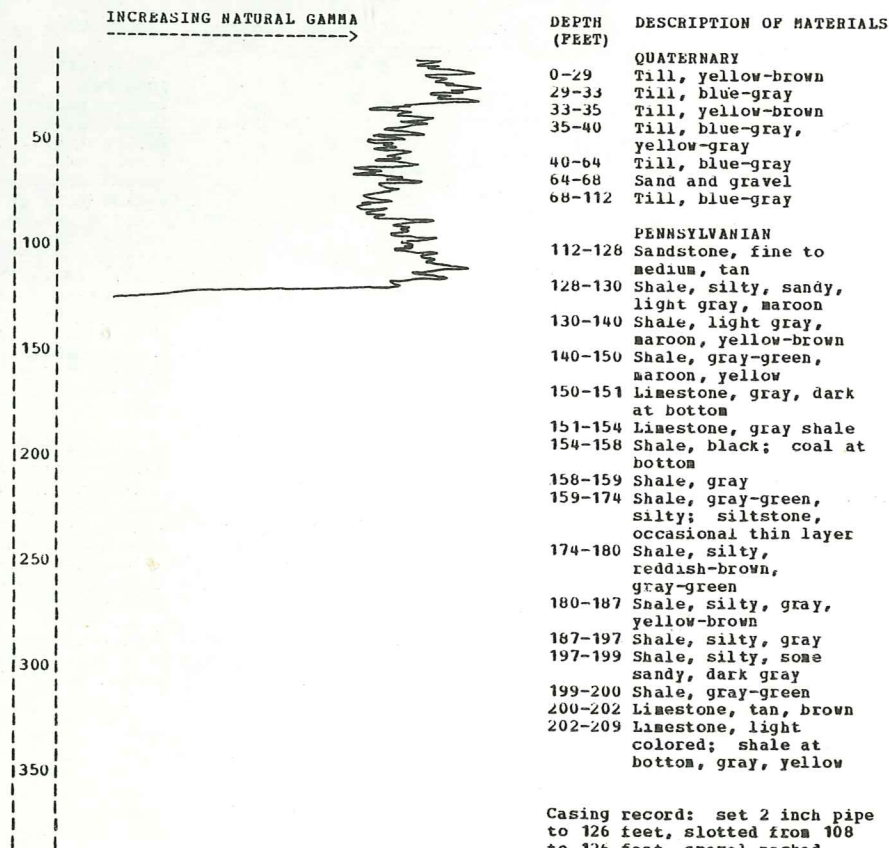 INCREASING NATURAL GAMMA
-------------------------->
50
100
150
200
250
300
350
DEPTH DESCRIPTION OF MATERIALS
(FEET)
QUATERNARY
0-29 Till, yellow-brown
29-33 Till, blue-gray
33-35 Till, yellow-brown
35-40 Till, blue-gray,
yellow-gray
40-64 Till, blue-gray
64-68 Sand and gravel
68-112 Till, blue-gray
PENNSYLVANIAN
112-128 Sandstone, fine to
medium, tan
128-130 Shale, silty, sandy,
light gray, maroon
130-140 Shale, light gray,
maroon, yellow-brown
140-150 Shale, gray-green,
maroon, yellow
150-151 Limestone, gray, dark
at bottom
151-154 Limestone, gray shale
154-158 Shale, black; coal at
bottom
158-159 Shale, gray
159-174 Shale, gray-green,
silty; siltstone,
occasional thin layer
174-180 Shale, silty,
reddish-brown,
gray-green
180-187 Shale, silty, gray,
yellow-brown
187-197 Shale, silty, gray
197-199 Shale, silty, some
sandy, dark gray
199-200 Shale, gray-green
200-202 Limestone, tan, brown
202-209 Limestone, light
colored; shale at
bottom, gray, yellow
Casing record: set 2 inch pipe
to 126 feet, slotted from 108
to 126 feet, gravel packed